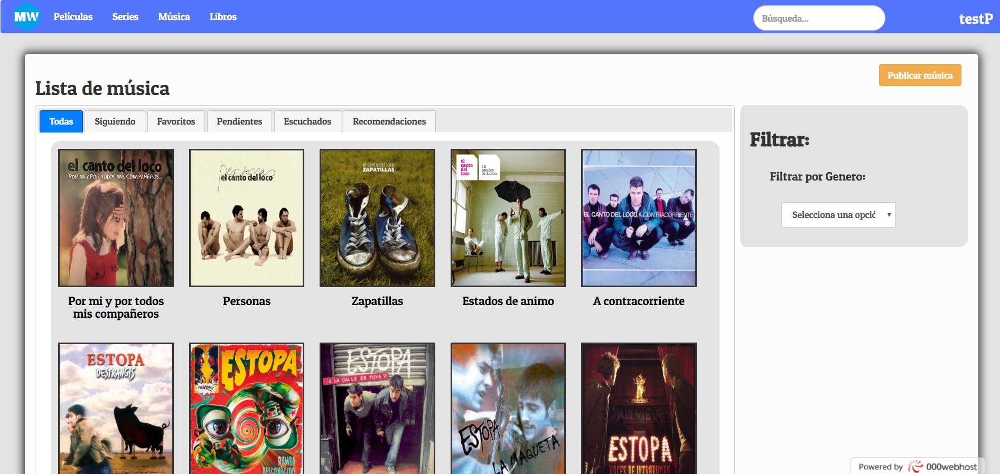 MW
Películas
Series
Música
Libros
Búsqueda...
testP
Publicar música
Lista de música
Todas
Siguiendo
Favoritos
Pendientes
Escuchados
Recomendaciones
Filtrar:
Filtrar por Genero:
Selecciona una opció
el canto del loco
POR MÍ Y POR TODOS MIS COMPAÑEROS...
persona
el canto del loco
el canto del loco
ZAPATILLAS
el
canto
del
loco
12
estados
de ánimo
EL CANTO DEL LOCO A CONTRACORRIENTE
Por mi y por todos
mis compañeros
Personas
Zapatillas
Estados de animo
A contracorriente
ESTOPA
DESTRANGIS
ESTOPA
FUEGOOO!!!
RUMBA
DESCONOCIDO
ESTOPA
¿LA CALLE ES TUYA?
ESTOPA
LA MAQUETA
ESTOPA
VOCES DE ULTRARUMBA
Powered by 000webhost